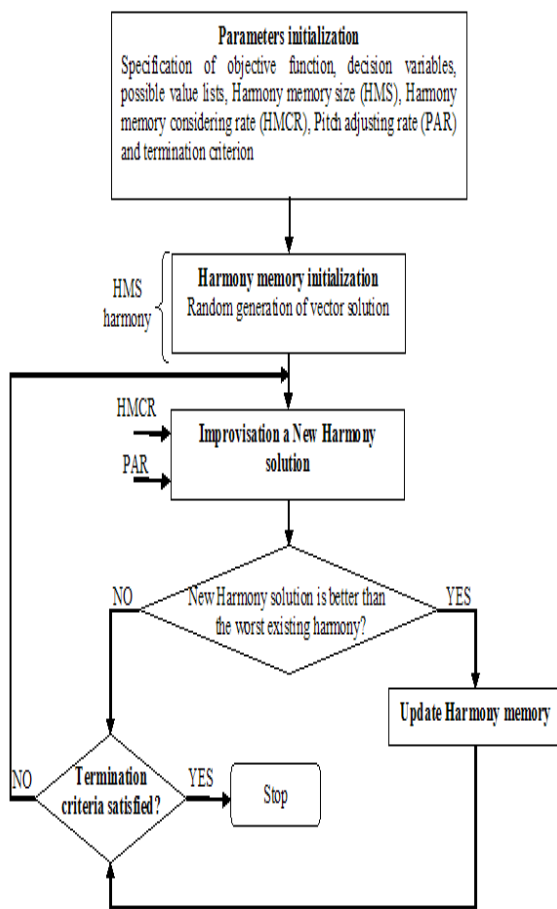 Parameters initialization
Specification of objective function, decision variables,
possible value lists, Harmony memory size (HMS), Harmony
memory considering rate (HMCR), Pitch adjusting rate (PAR)
and termination criterion
Harmony memory initialization
Random generation of vector solution
HMS
harmony
HMCR
PAR
Improvisation a New Harmony
solution
NO
New Harmony solution is better than
the worst existing harmony?
YES
Update Harmony memory
NO
Termination
criteria satisfied?
YES
Stop